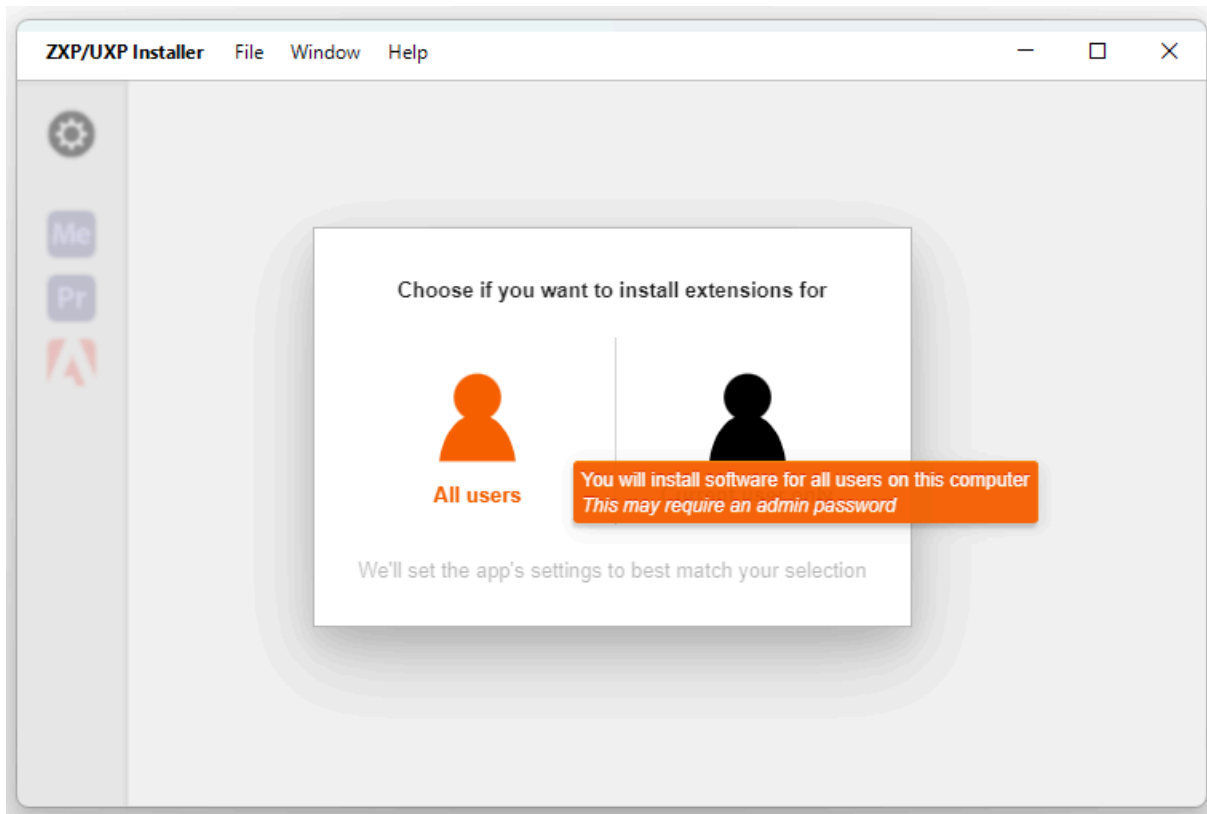 ZXP/UXP Installer File Window Help
Me
Pr
Choose if you want to install extensions for
All users
You will install software for all users on this computer
This may require an admin password
We'll set the app's settings to best match your selection